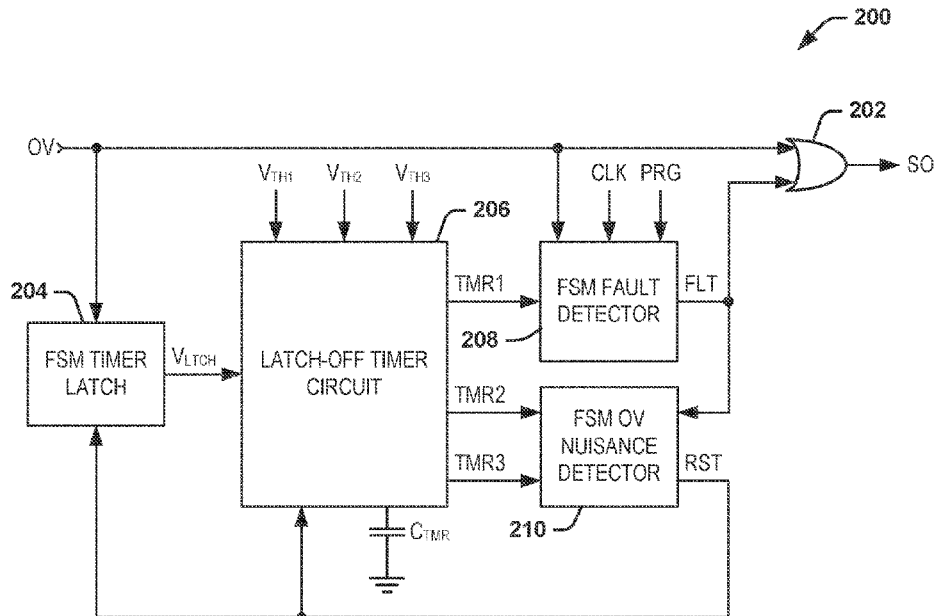 200
202
OV
SO
VTH1 VTH2 VTH3 CLK PRG
206
204
FSM TIMER
LATCH
VLTCH
LATCH-OFF TIMER
CIRCUIT
TMR1
FSM FAULT
DETECTOR
208
FLT
TMR2
TMR3
FSM OV
NUISANCE
DETECTOR
RST
210
CTMR